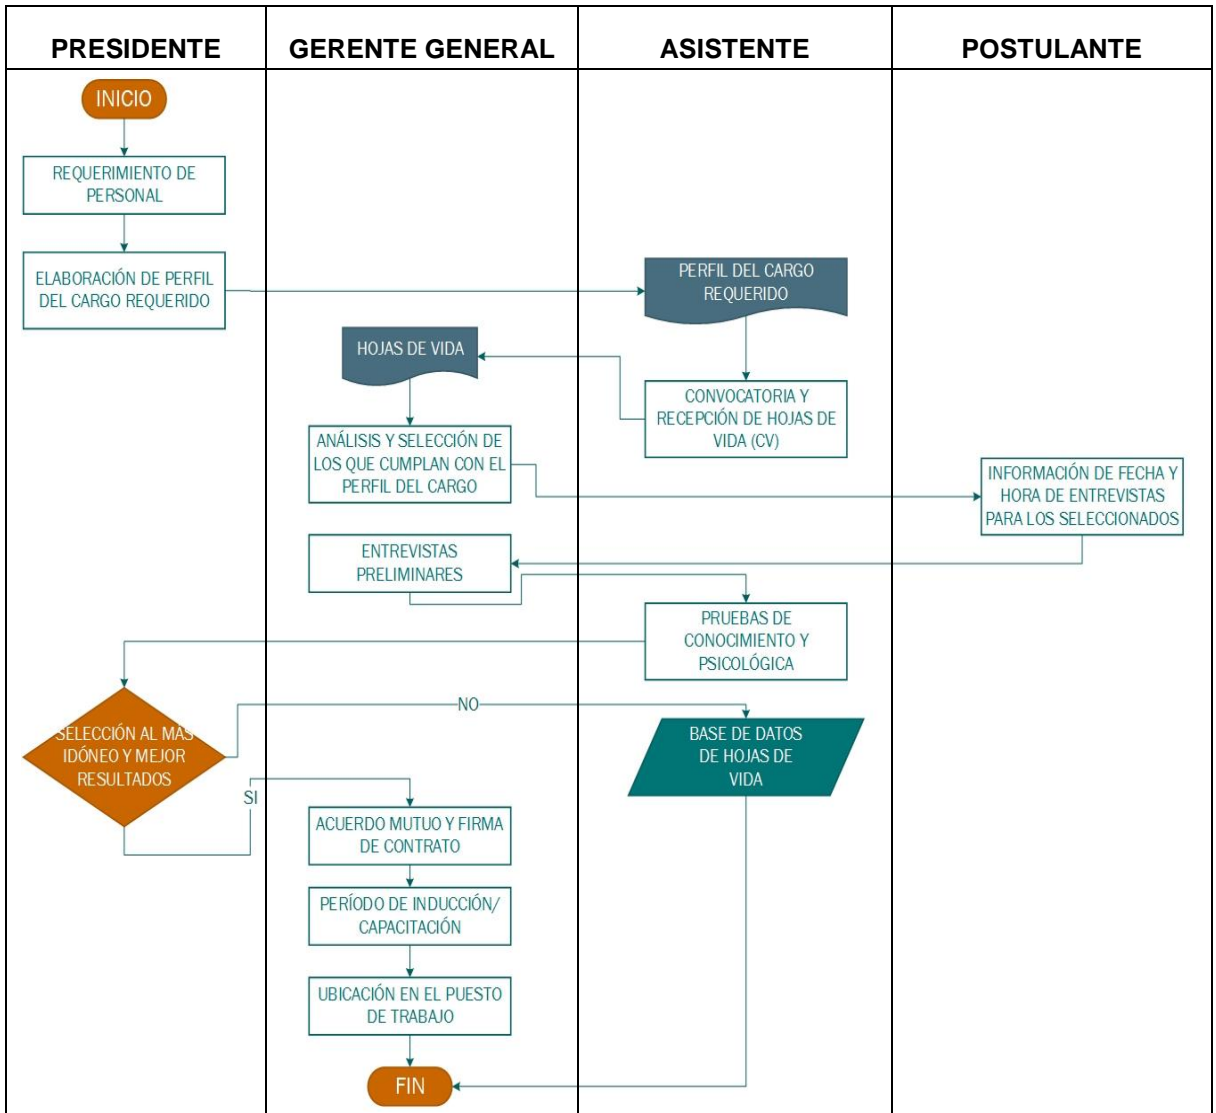 PRESIDENTE
GERENTE GENERAL
ASISTENTE
POSTULANTE
INICIO
REQUERIMIENTO DE
PERSONAL
ELABORACIÓN DE PERFIL
DEL CARGO REQUERIDO
PERFIL DEL CARGO
REQUERIDO
HOJAS DE VIDA
CONVOCATORIA Y
RECEPCIÓN DE HOJAS DE
VIDA (CV)
ANÁLISIS Y SELECCIÓN DE
LOS QUE CUMPLAN CON EL
PERFIL DEL CARGO
INFORMACIÓN DE FECHA Y
HORA DE ENTREVISTAS
PARA LOS SELECCIONADOS
ENTREVISTAS
PRELIMINARES
PRUEBAS DE
CONOCIMIENTO Y
PSICOLÓGICA
SELECCIÓN AL MAS
IDÓNEO Y MEJOR
RESULTADOS
NO
BASE DE DATOS
DE HOJAS DE
VIDA
SI
ACUERDO MUTUO Y FIRMA
DE CONTRATO
PERÍODO DE INDUCCIÓN/
CAPACITACIÓN
UBICACIÓN EN EL PUESTO
DE TRABAJO
FIN